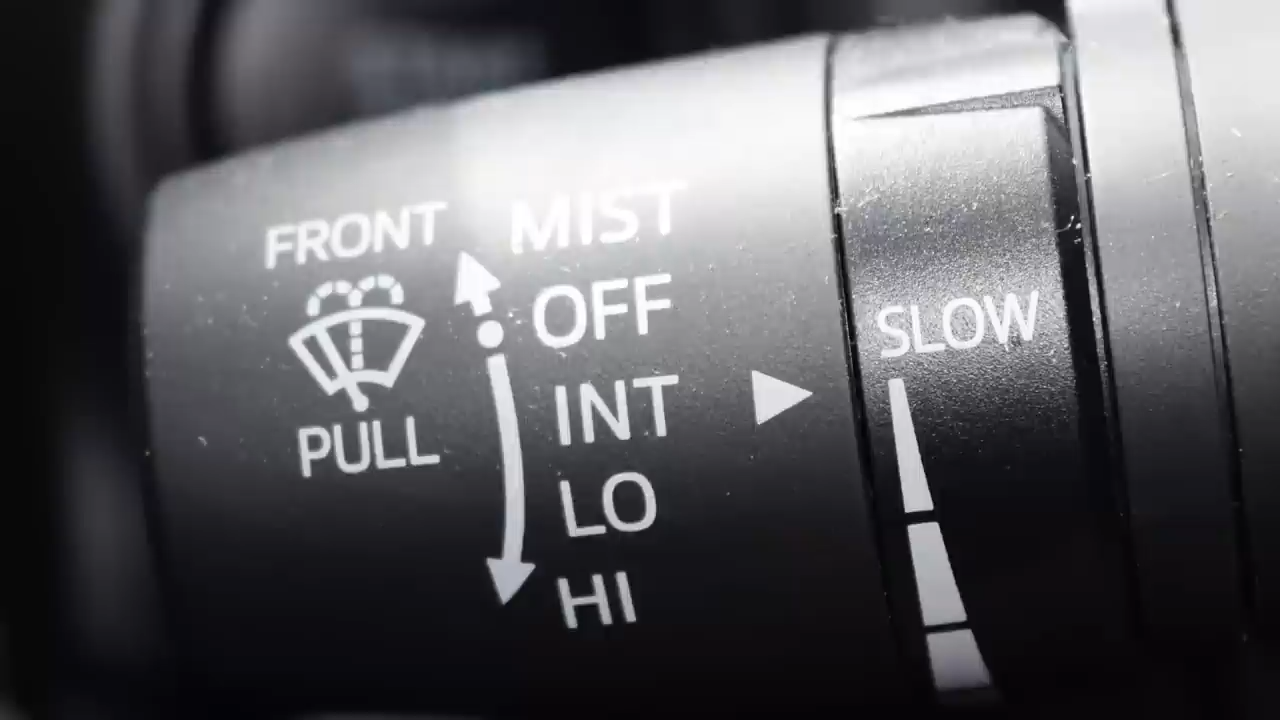 FRONT
PULL
MIST
OFF
INT
LO
HI
SLOW